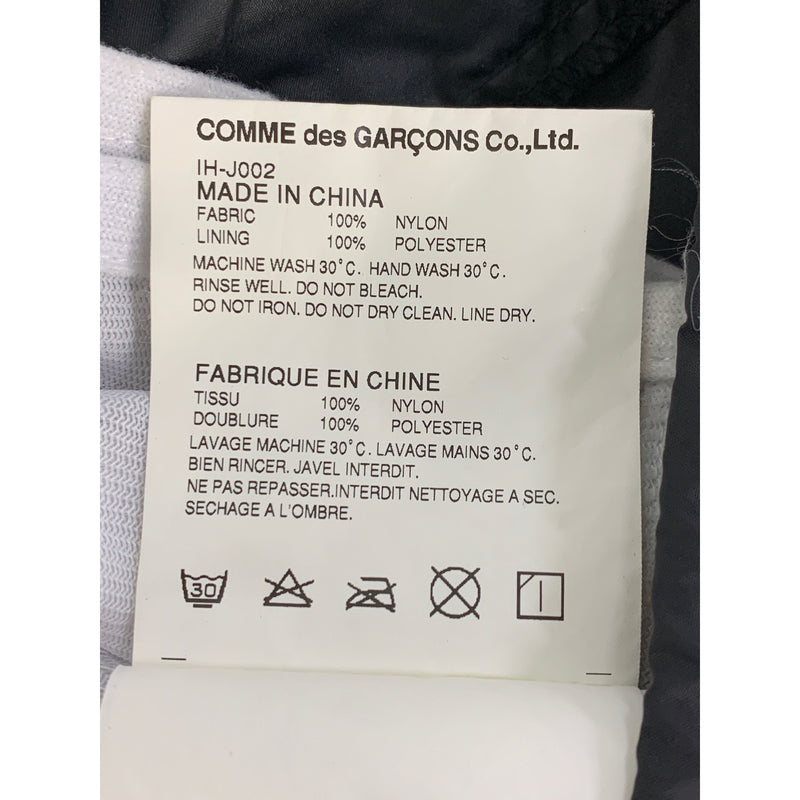 COMME des GARÇONS Co.,Ltd.
IH-J002
MADE IN CHINA
FABRIC 100% NYLON
LINING 100% POLYESTER
MACHINE WASH 30°C. HAND WASH 30°C.
RINSE WELL. DO NOT BLEACH.
DO NOT IRON. DO NOT DRY CLEAN. LINE DRY.
FABRIQUE EN CHINE
TISSU 100% NYLON
DOUBLURE 100% POLYESTER
LAVAGE MACHINE 30°C. LAVAGE MAINS 30°C.
BIEN RINCER. JAVEL INTERDIT.
NE PAS REPASSER.INTERDIT NETTOYAGE A SEC.
SECHAGE A L'OMBRE.
30